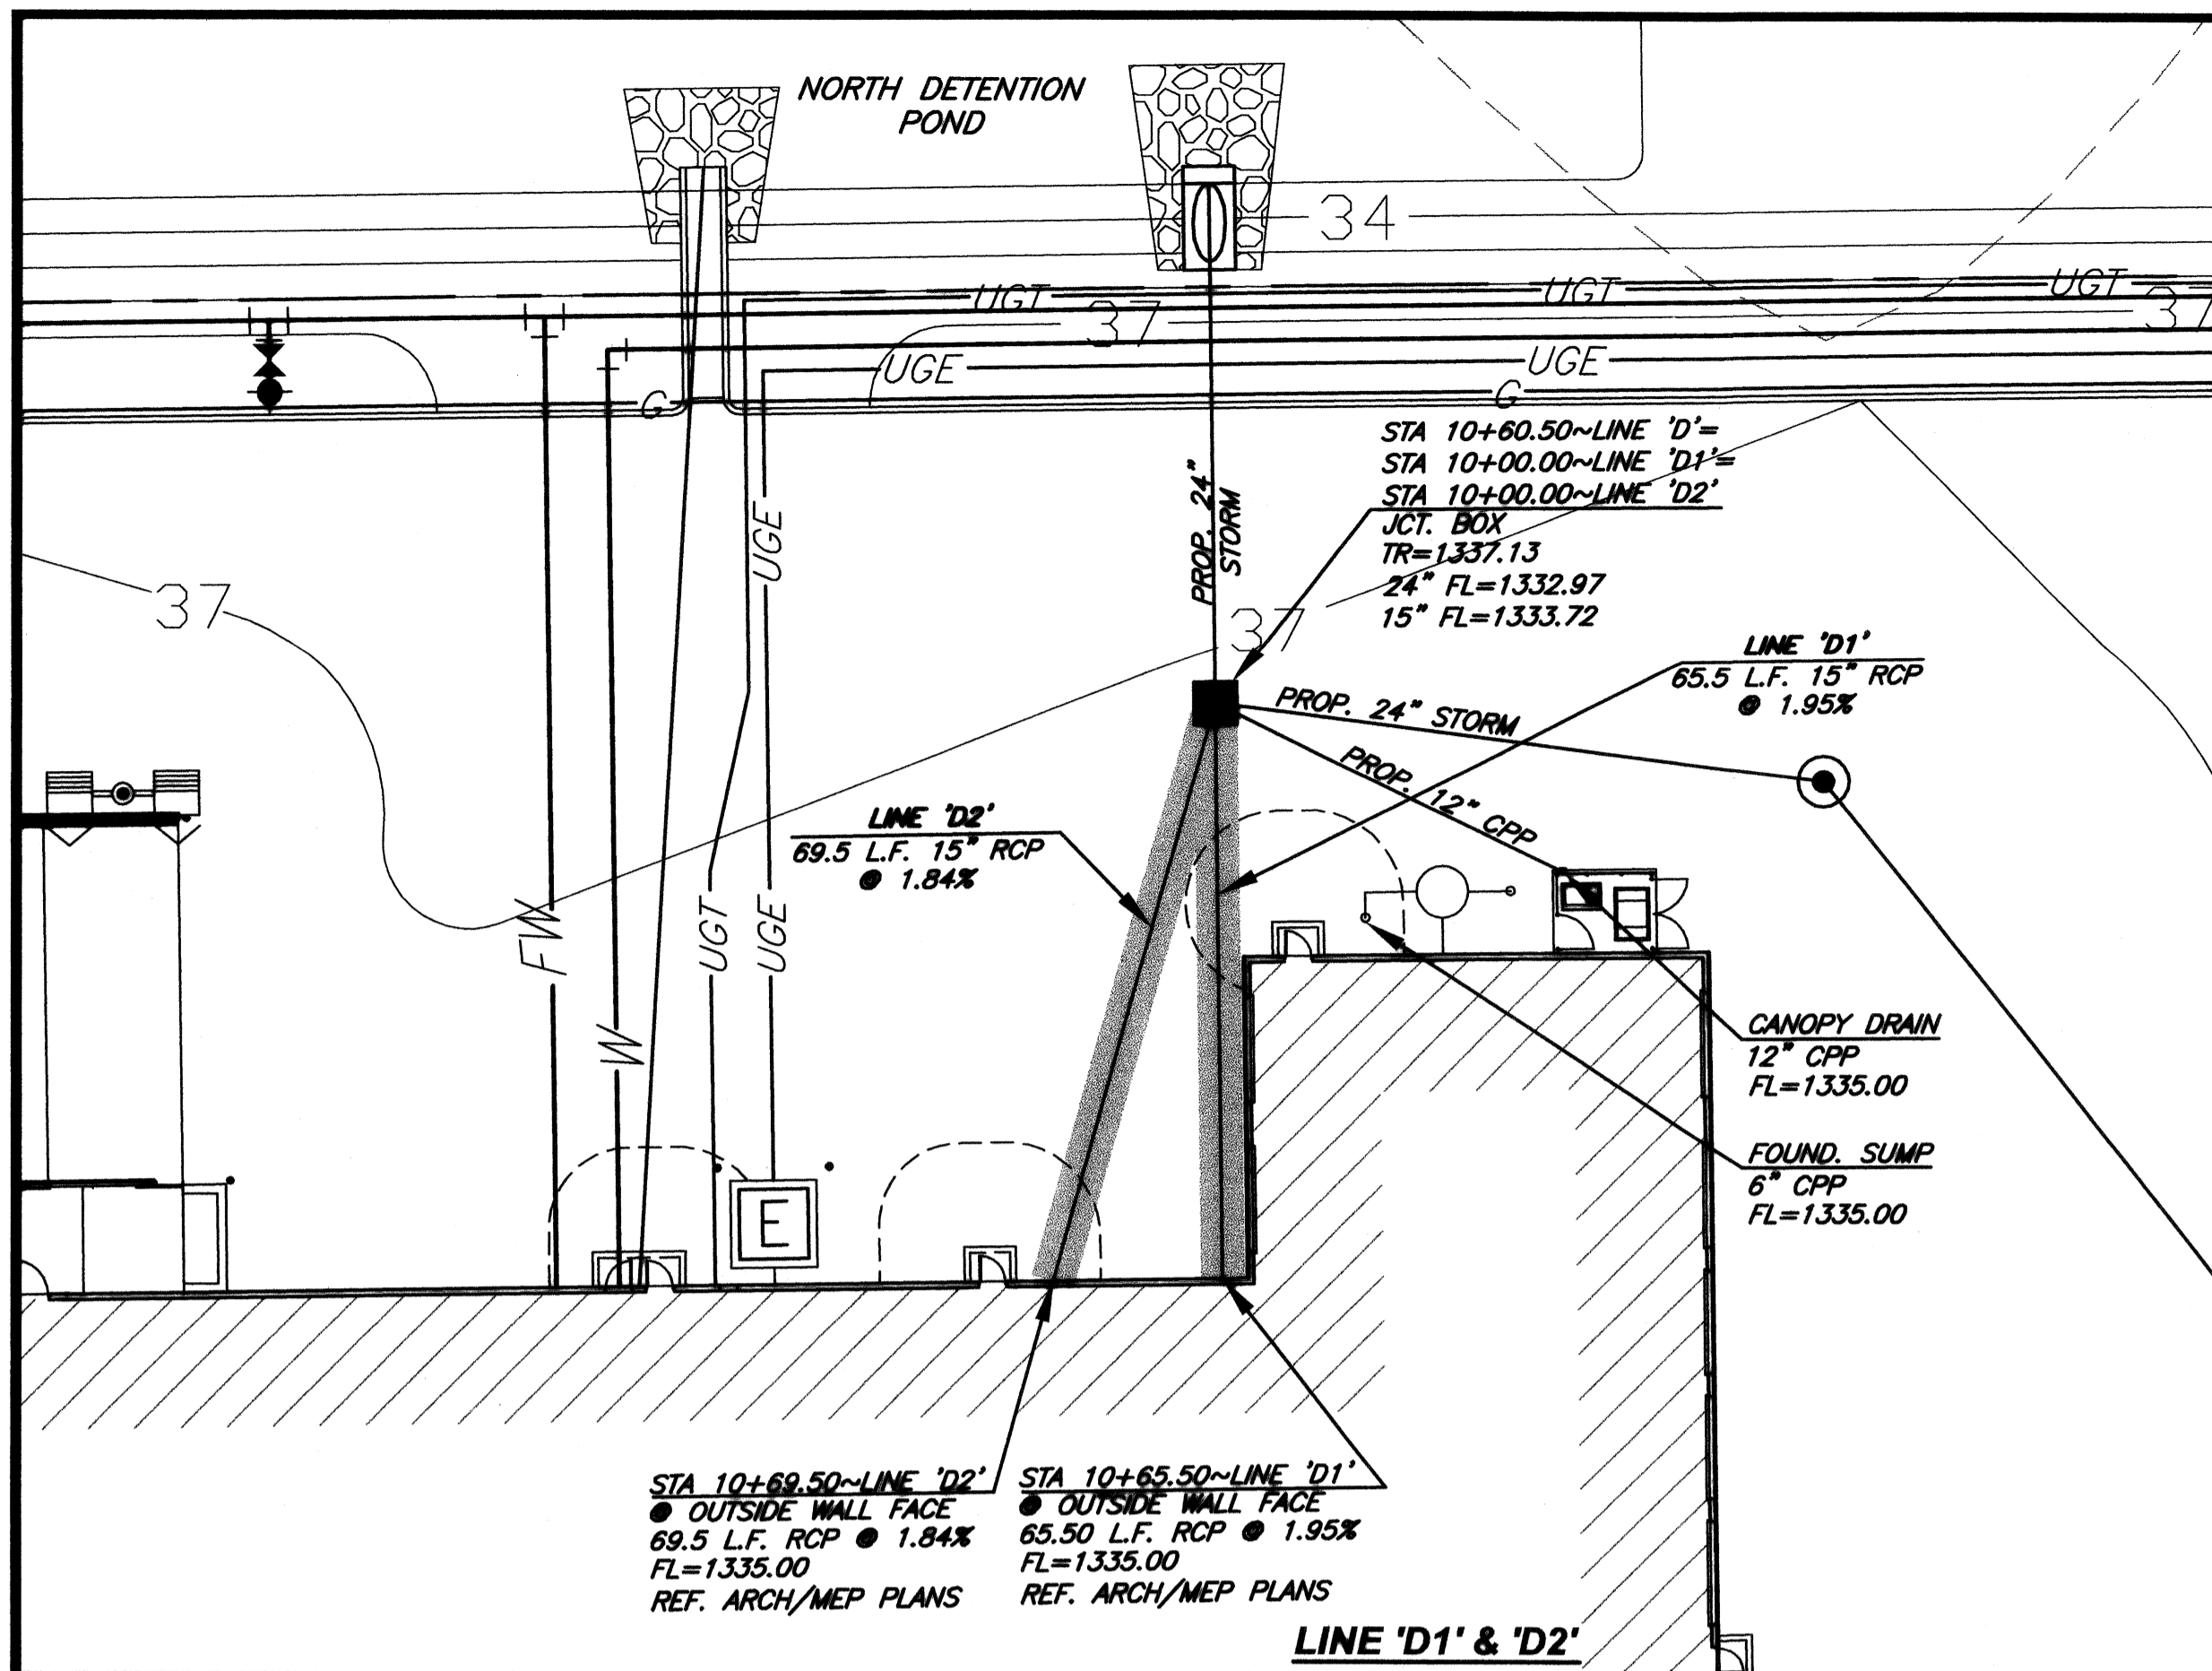 NORTH DETENTION
POND
34
UGT
UGT
UGT
37
37
UGE
UGE
G
G
STA 10+60.50~LINE 'D'=
STA 10+00.00~LINE 'D1'=
STA 10+00.00~LINE 'D2'
JCT. BOX
TR=1337.13
24" FL=1332.97
15" FL=1333.72
PROP. 24"
STORM
UGE
37
37
LINE 'D1'
65.5 L.F. 15" RCP
@ 1.95%
PROP. 24" STORM
PROP. 12" CPP
LINE 'D2'
69.5 L.F. 15" RCP
@ 1.84%
FW
W
UGT
UGE
E
CANOPY DRAIN
12" CPP
FL=1335.00
FOUND. SUMP
6" CPP
FL=1335.00
STA 10+69.50~LINE 'D2'
@ OUTSIDE WALL FACE
69.5 L.F. RCP @ 1.84%
FL=1335.00
REF. ARCH/MEP PLANS
STA 10+65.50~LINE 'D1'
@ OUTSIDE WALL FACE
65.50 L.F. RCP @ 1.95%
FL=1335.00
REF. ARCH/MEP PLANS
LINE 'D1' & 'D2'